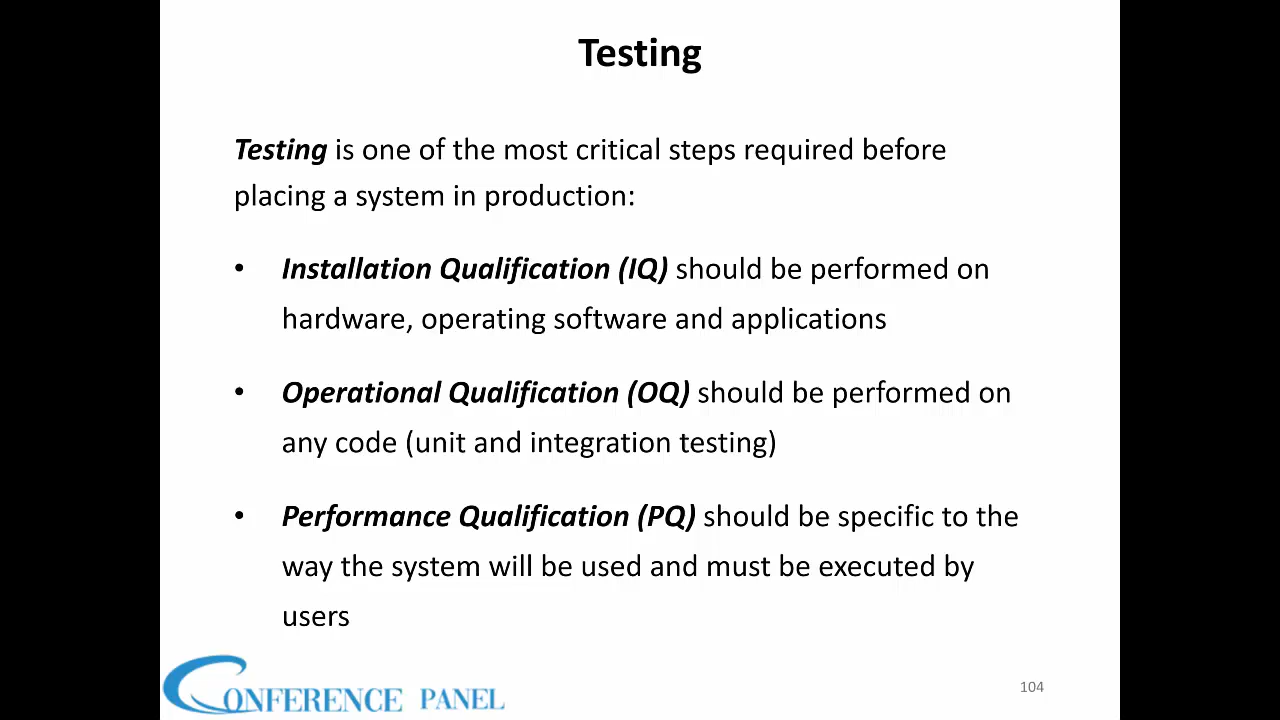 Testing
Testing is one of the most critical steps required before
placing a system in production:
• Installation Qualification (IQ) should be performed on
hardware, operating software and applications
• Operational Qualification (OQ) should be performed on
any code (unit and integration testing)
• Performance Qualification (PQ) should be specific to the
way the system will be used and must be executed by
users
CONFERENCE PANEL
104